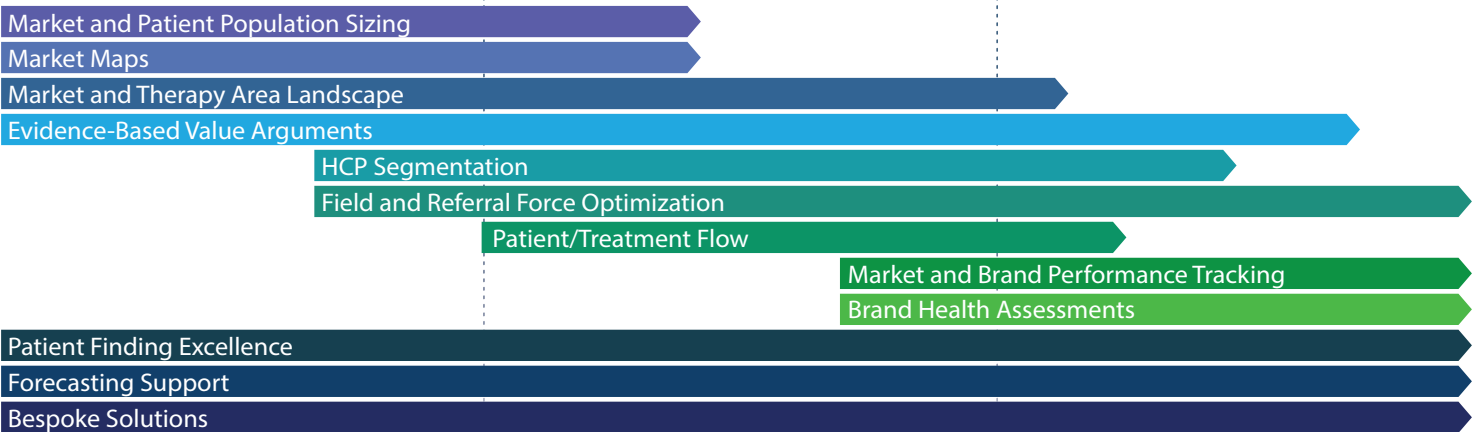 Market and Patient Population Sizing
Market Maps
Market and Therapy Area Landscape
Evidence-Based Value Arguments
HCP Segmentation
Field and Referral Force Optimization
Patient/Treatment Flow
Market and Brand Performance Tracking
Brand Health Assessments
Patient Finding Excellence
Forecasting Support
Bespoke Solutions